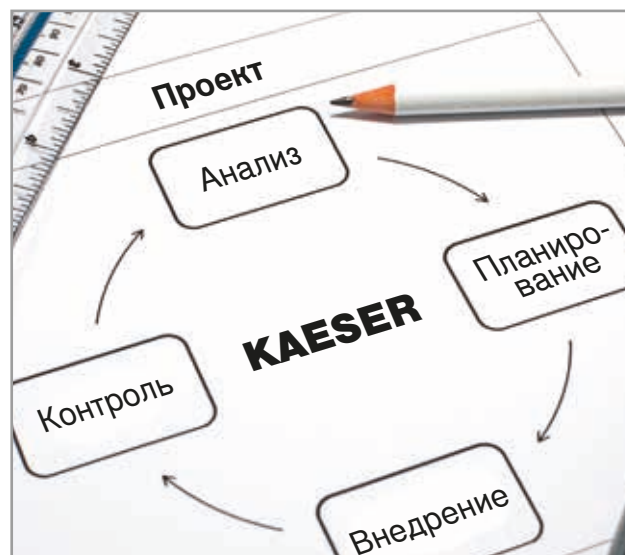 Проект
Анализ
Планиро-
вание
KAESER
Контроль
Внедрение